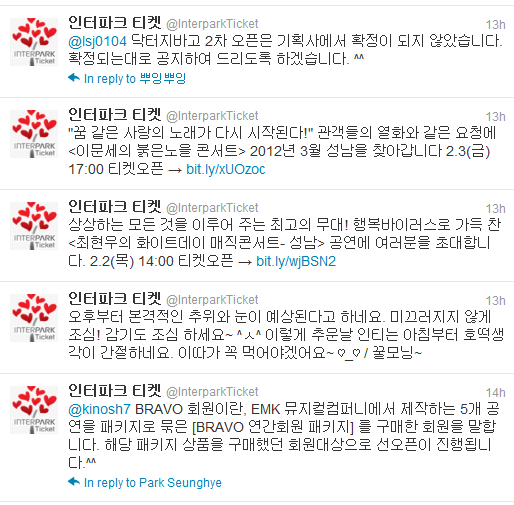 인터파크 티켓 @InterparkTicket 13h
@lsj0104 닥터지바고 2차 오픈은 기획사에서 확정이 되지 않았습니다.
확정되는대로 공지하여 드리도록 하겠습니다. ^^
In reply to 뿌잉뿌잉
INTERPARK
Ticket
인터파크 티켓 @InterparkTicket 13h
"꿈 같은 사랑의 노래가 다시 시작된다!" 관객들의 열화와 같은 요청에
<이문세의 붉은노을 콘서트> 2012년 3월 성남을 찾아갑니다 2.3(금)
17:00 티켓오픈 → bit.ly/xUOzoc
INTERPARK
Ticket
인터파크 티켓 @InterparkTicket 13h
상상하는 모든 것을 이루어 주는 최고의 무대! 행복바이러스로 가득 찬
<최현우의 화이트데이 매직콘서트- 성남> 공연에 여러분을 초대합니
다. 2.2(목) 14:00 티켓오픈 → bit.ly/wjBSN2
INTERPARK
Ticket
인터파크 티켓 @InterparkTicket 13h
오후부터 본격적인 추위와 눈이 예상된다고 하네요. 미끄러지지 않게
조심! 감기도 조심 하세요~ ^ㅅ^ 이렇게 추운날 인티는 아침부터 호떡생
각이 간절하네요. 이따가 꼭 먹어야겠어요~ ♡_♡ / 꿀모닝~
INTERPARK
Ticket
인터파크 티켓 @InterparkTicket 14h
@kinosh7 BRAVO 회원이란, EMK 뮤지컬컴퍼니에서 제작하는 5개 공
연을 패키지로 묶은 [BRAVO 연간회원 패키지] 를 구매한 회원을 말합
니다. 해당 패키지 상품을 구매했던 회원대상으로 선오픈이 진행됩니
다.^^
In reply to Park Seunghye
INTERPARK
Ticket